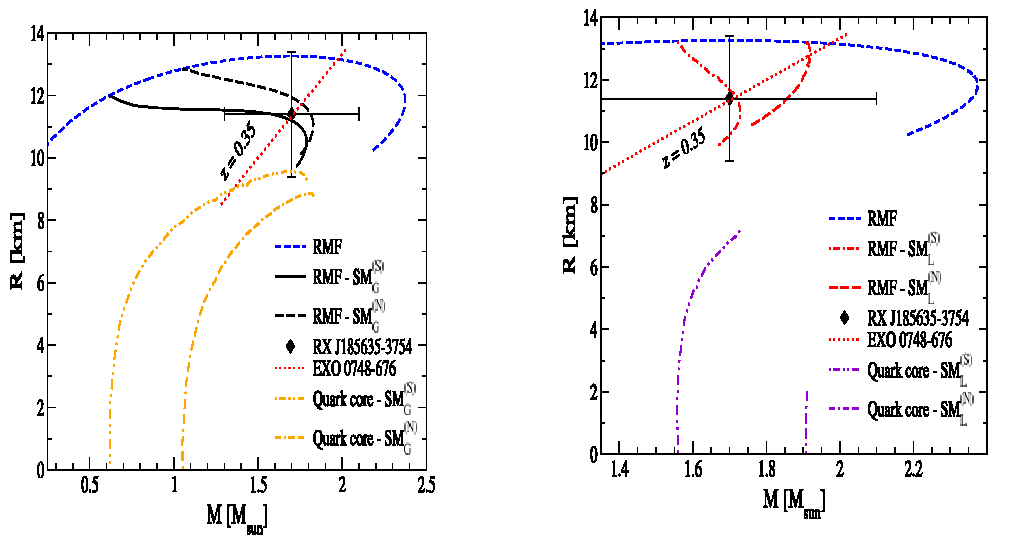 14
12
10
8
6
4
2
0
R [km]
0.5
1
1.5
2
2.5
M [M_sun]
z = 0.35
RMF
RMF - SM_G^(S)
RMF - SM_G^(N)
RX J185635-3754
EXO 0748-676
Quark core - SM_G^(S)
Quark core - SM_G^(N)
14
12
10
8
6
4
2
0
R [km]
1.4
1.6
1.8
2
2.2
M [M_sun]
z = 0.35
RMF
RMF - SM_L^(S)
RMF - SM_L^(N)
RX J185635-3754
EXO 0748-676
Quark core - SM_L^(S)
Quark core - SM_L^(N)